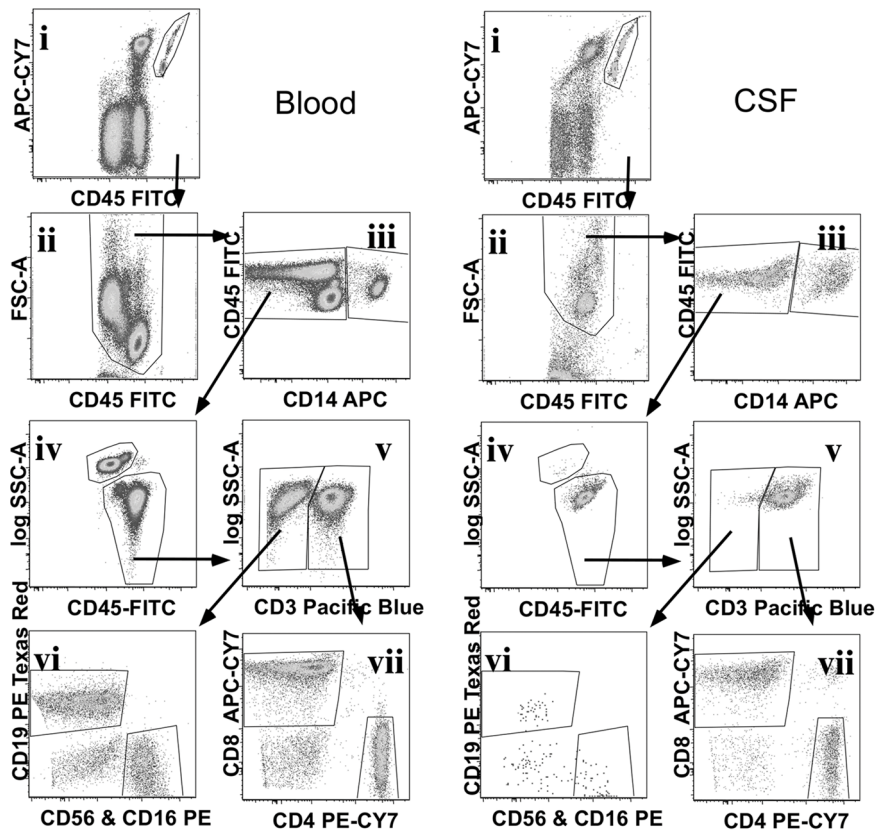 i
APC-CY7
Blood
CD45 FITC
i
APC-CY7
CSF
CD45 FITC
ii
FSC-A
CD45 FITC
iii
CD45 FITC
CD14 APC
ii
FSC-A
CD45 FITC
iii
CD45 FITC
CD14 APC
iv
log SSC-A
CD45-FITC
v
log SSC-A
CD3 Pacific Blue
iv
log SSC-A
CD45-FITC
v
log SSC-A
CD3 Pacific Blue
vi
CD19 PE Texas Red
CD56 & CD16 PE
vii
CD8 APC-CY7
CD4 PE-CY7
vi
CD19 PE Texas Red
CD56 & CD16 PE
vii
CD8 APC-CY7
CD4 PE-CY7